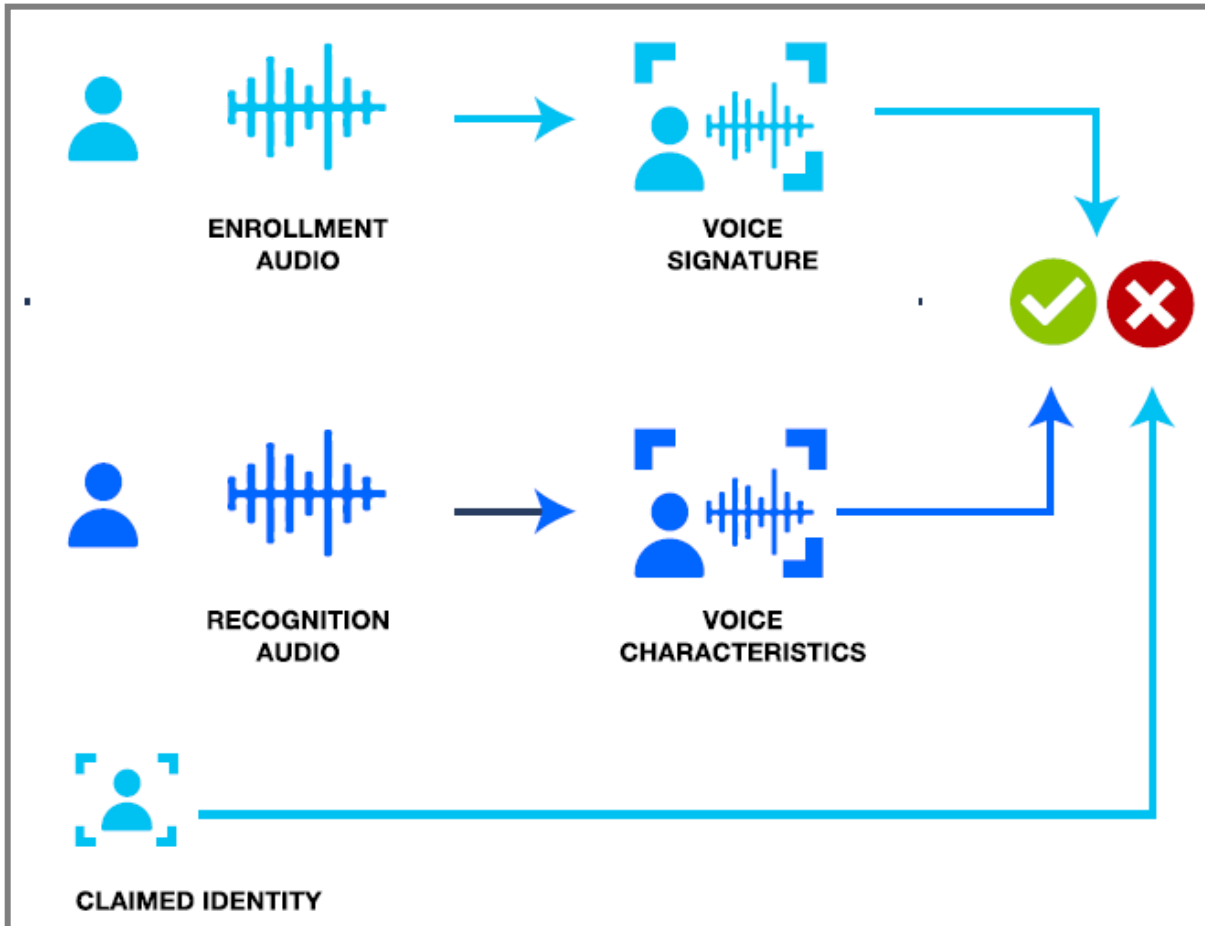 ENROLLMENT
AUDIO
VOICE
SIGNATURE
RECOGNITION
AUDIO
VOICE
CHARACTERISTICS
CLAIMED IDENTITY